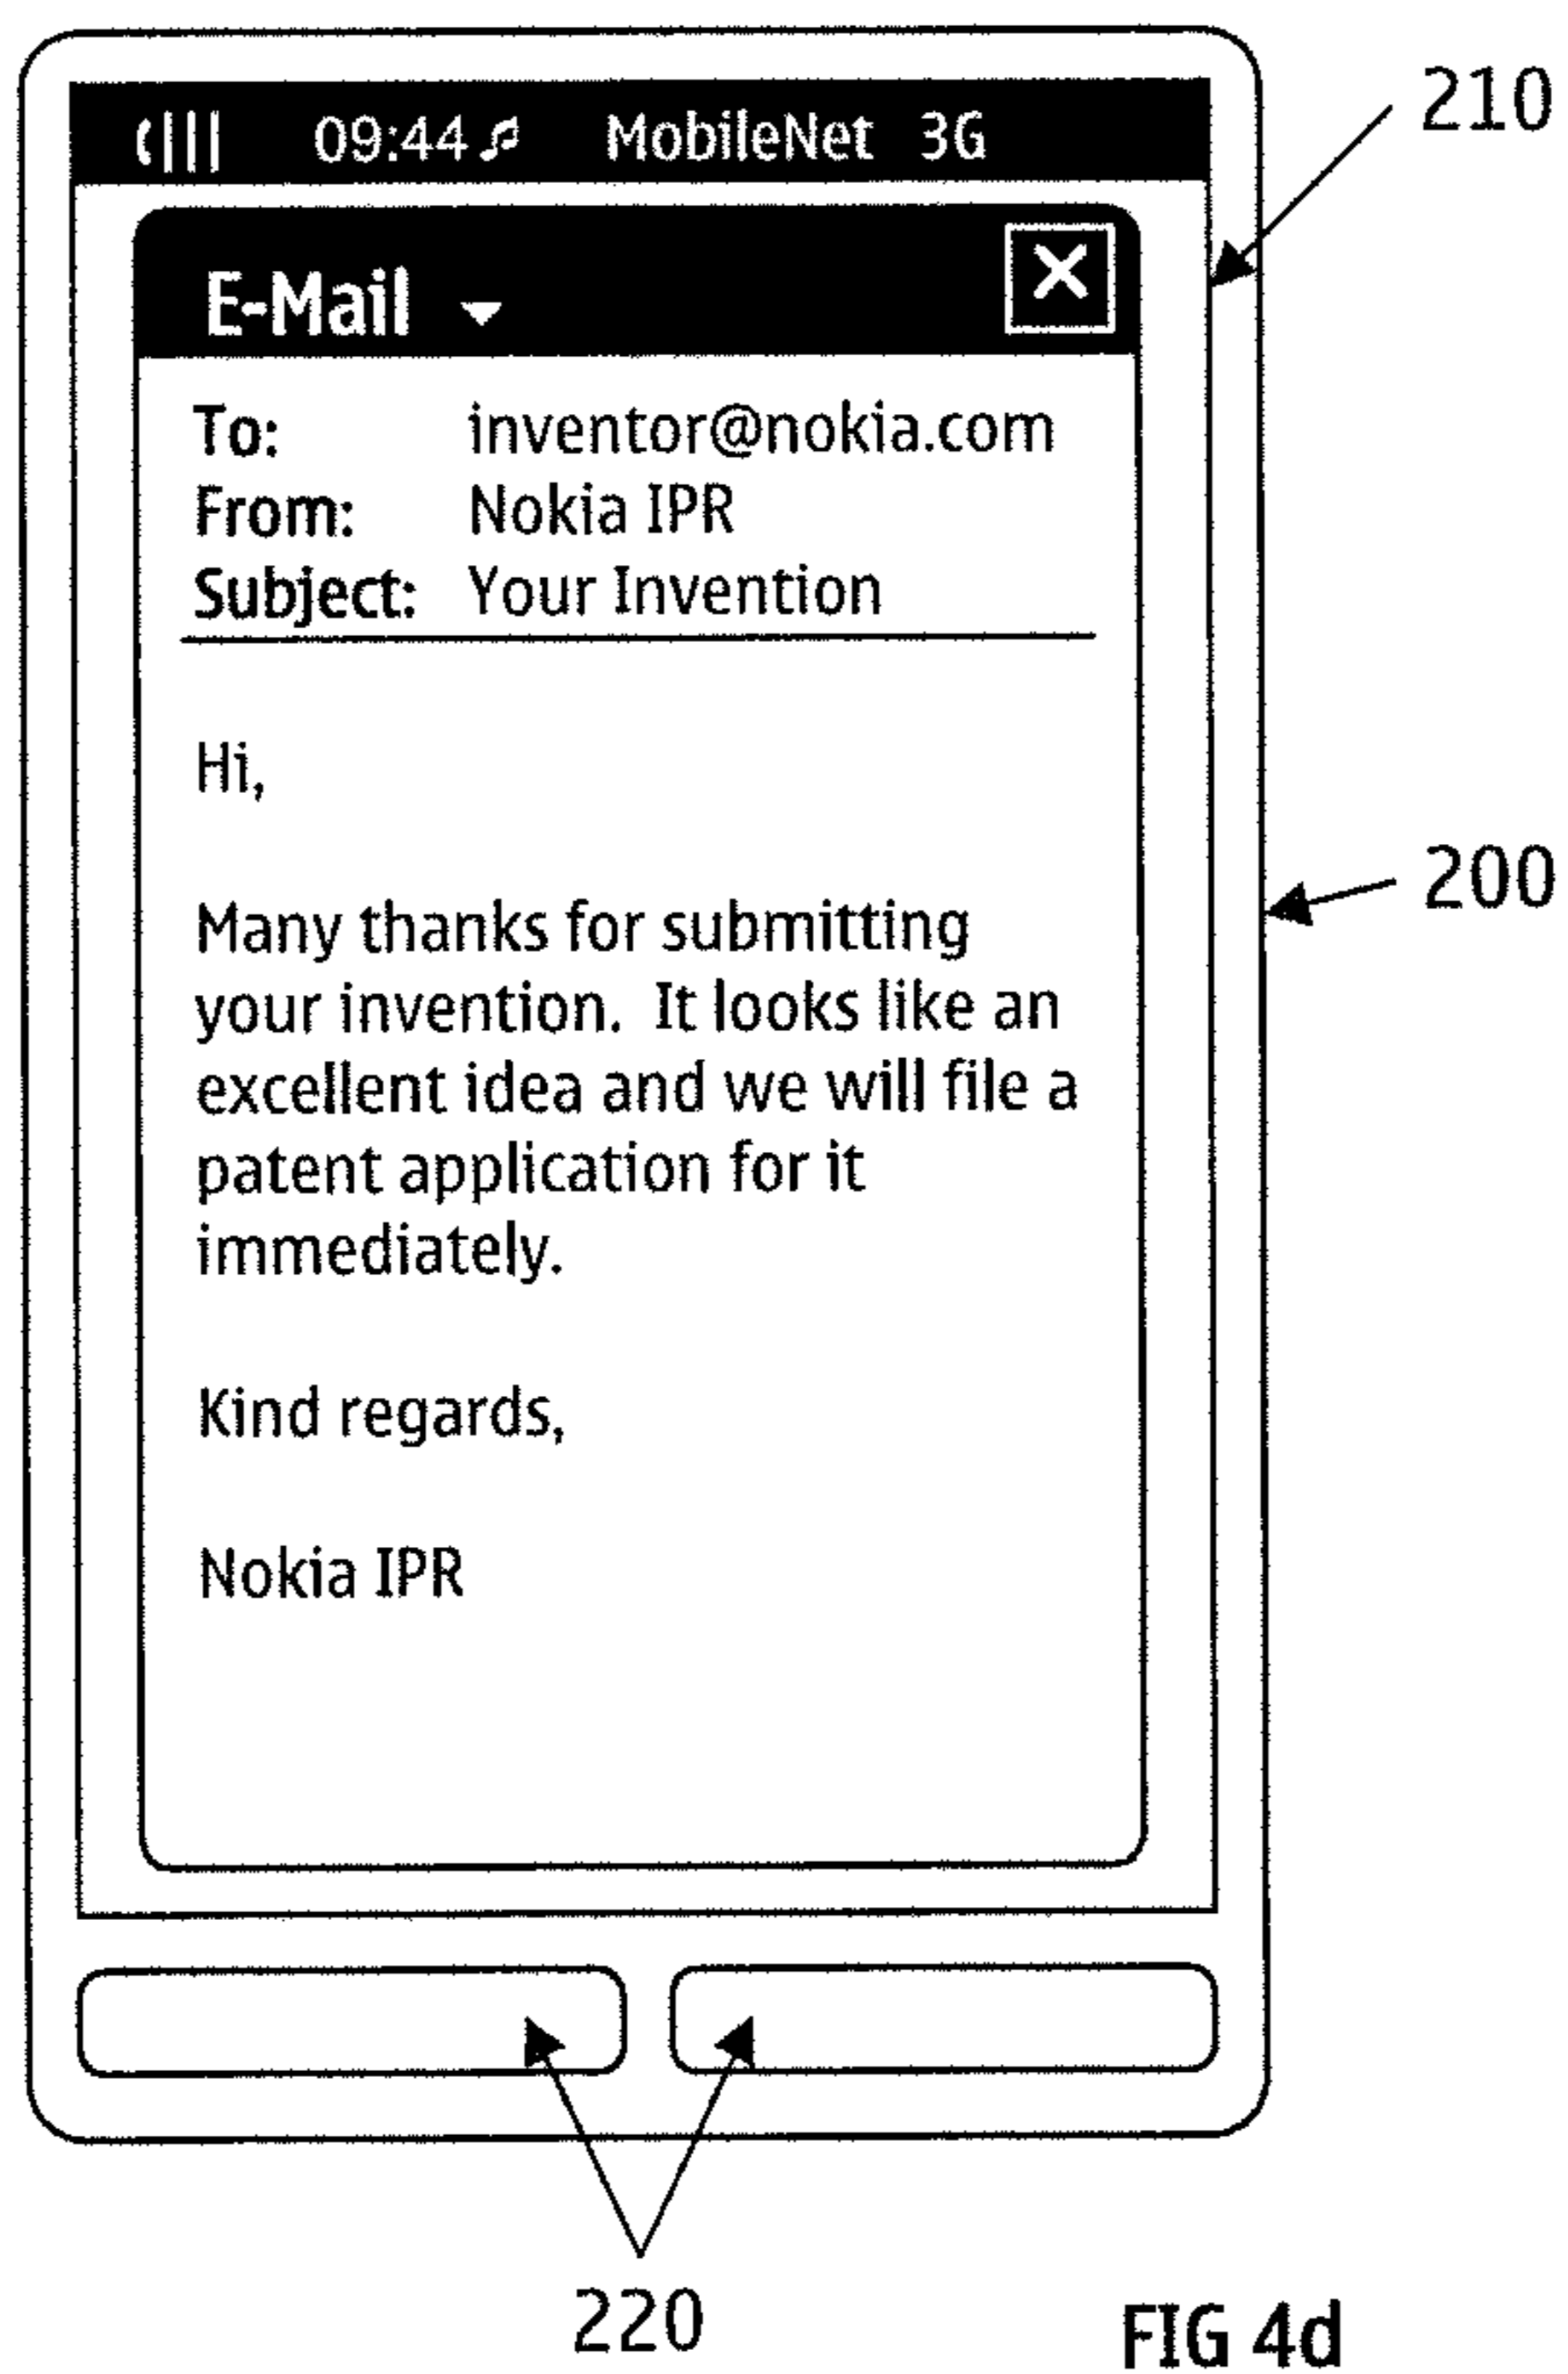 09:44 MobileNet 3G
210
E-Mail
To: inventor@nokia.com
From: Nokia IPR
Subject: Your Invention
Hi,
200
Many thanks for submitting
your invention. It looks like an
excellent idea and we will file a
patent application for it
immediately.
Kind regards,
Nokia IPR
220
FIG 4d